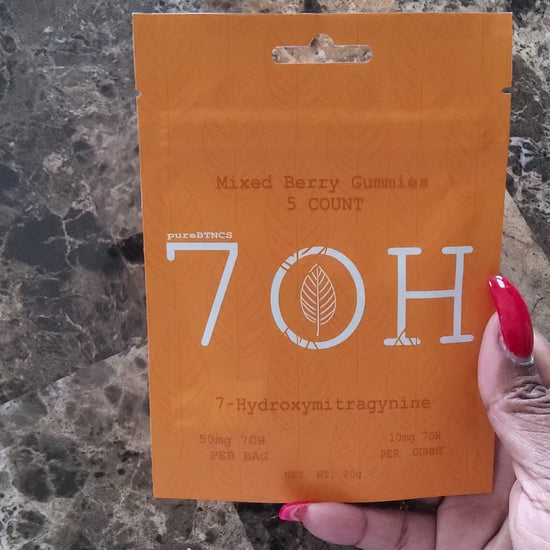 Mixed Berry Gummies
5 COUNT
pureBTNCS
7OH
7-Hydroxymitragynine
50mg 7OH
PER BAG
10mg 7OH
PER GUMMY
NET WT 20g